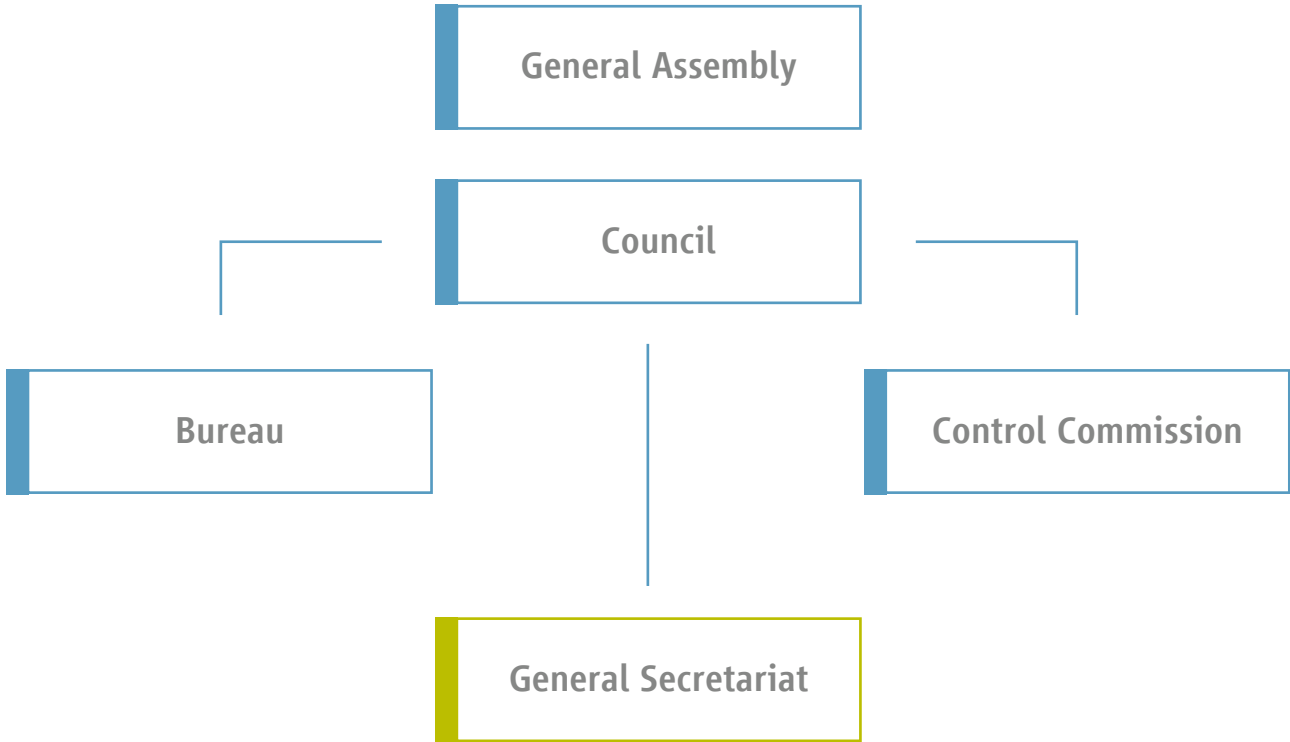 General Assembly
Council
Bureau
Control Commission
General Secretariat